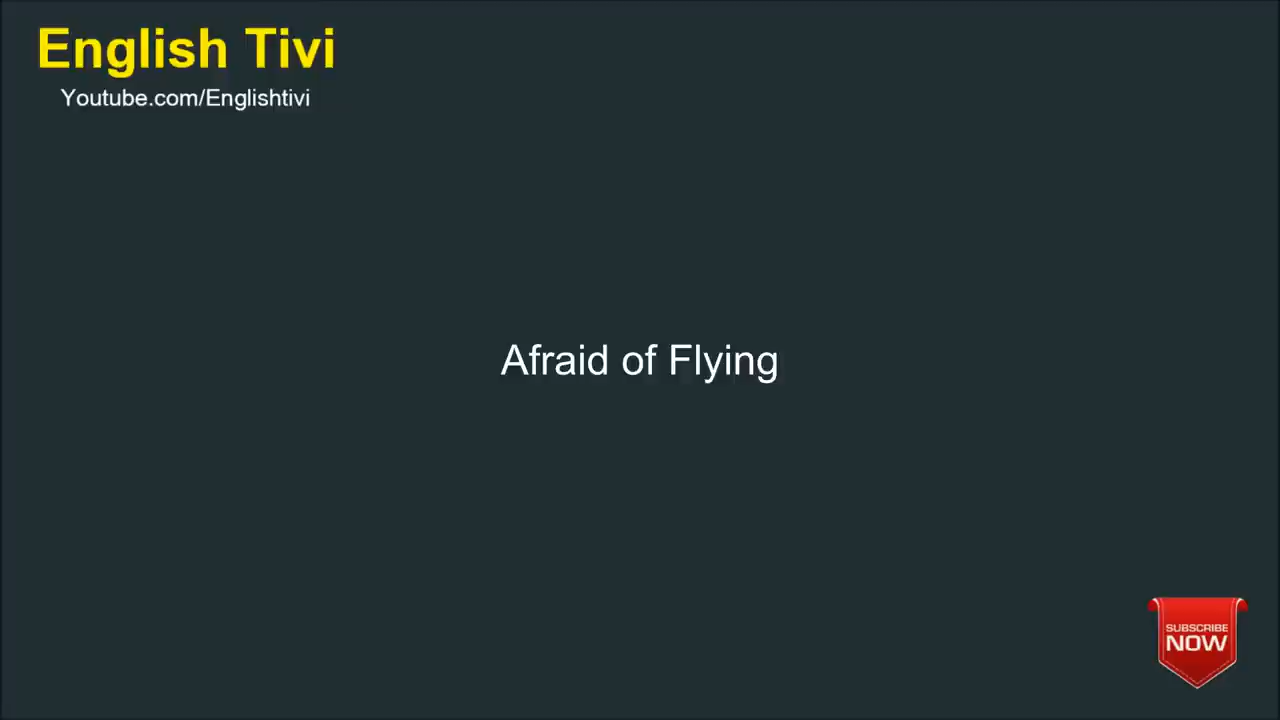 English Tivi
Youtube.com/Englishtivi
Afraid of Flying
SUBSCRIBE
NOW